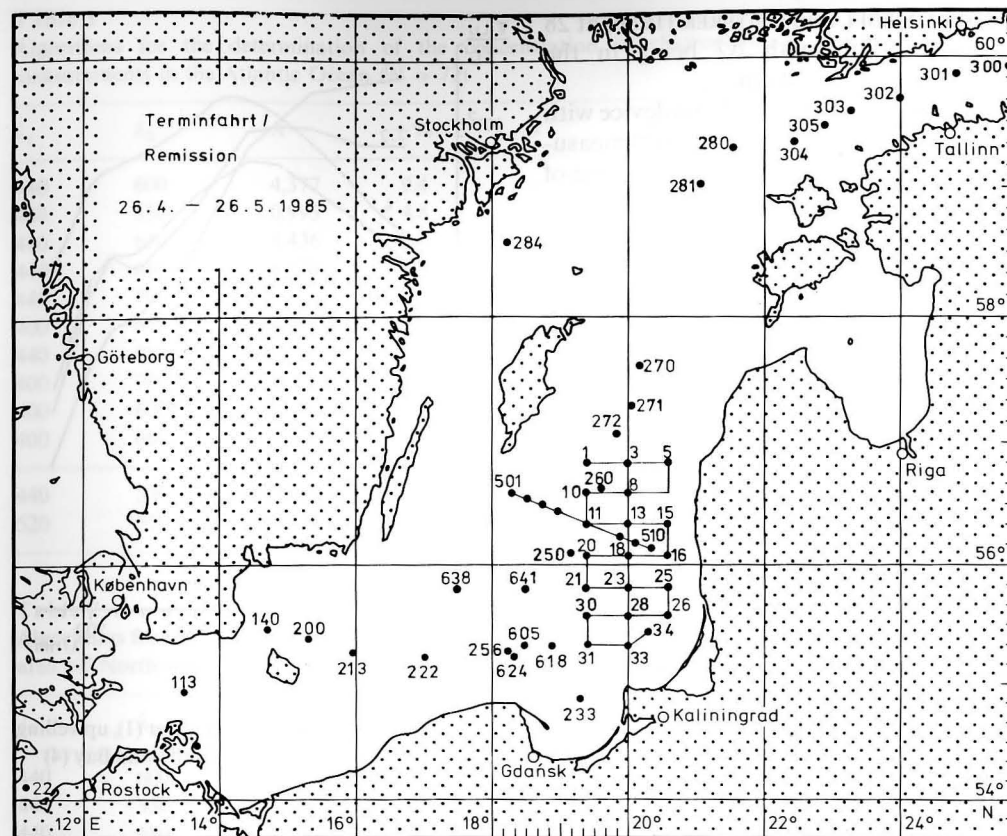 Helsinki
60°
301
300
302
303
305
304
Tallinn
Terminfahrt /
Remission
26.4. — 26.5.1985
Stockholm
280
281
284
58°
Göteborg
270
271
272
1 3 5
Riga
501
260
10 8
11 13 15
510
250 20 18 16
56°
København
638 641
21 23 25
30 28 26
140
200
605
34
213
222
256
624
618
31 33
113
233
Kaliningrad
Gdańsk
22
Rostock
54°
12° E 14° 16° 18° 20° 22° 24° N